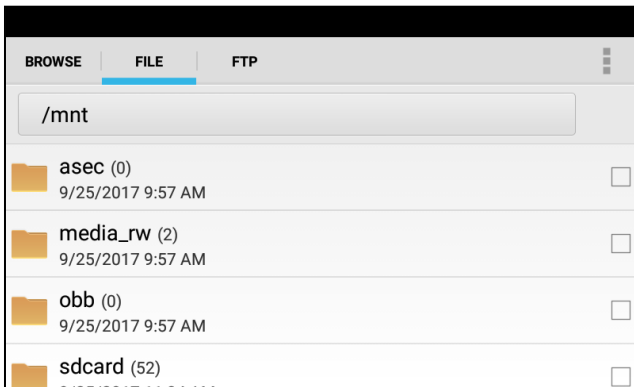 BROWSE FILE FTP
/mnt
asec (0)
9/25/2017 9:57 AM
media_rw (2)
9/25/2017 9:57 AM
obb (0)
9/25/2017 9:57 AM
sdcard (52)